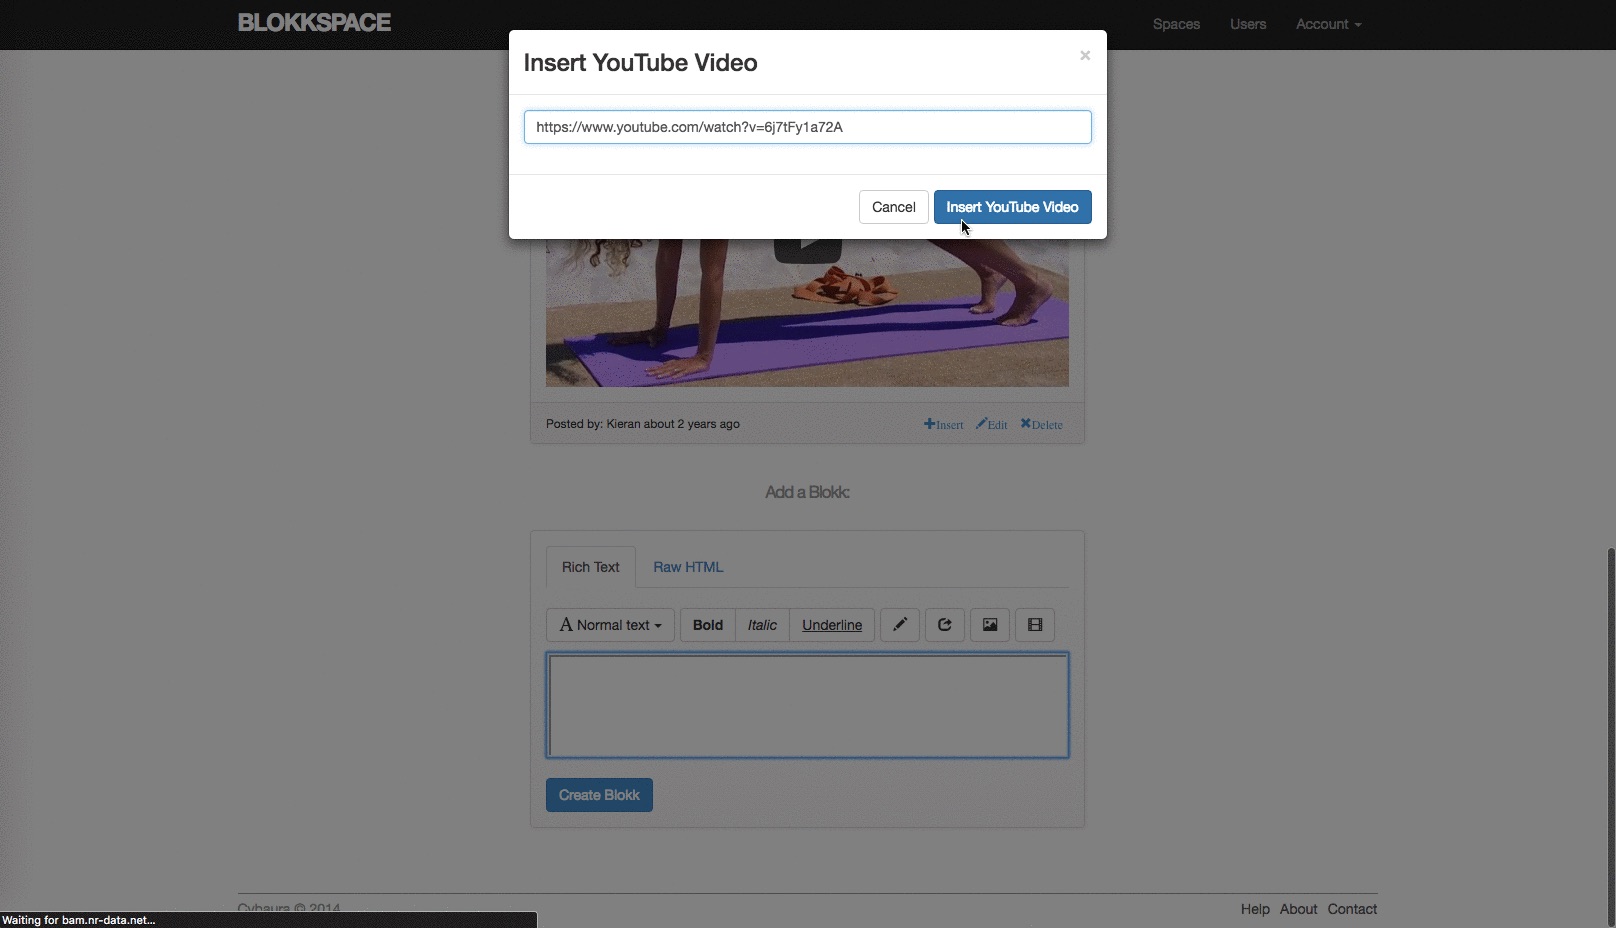 BLOKKSPACE
Spaces Users Account
Insert YouTube Video ×
https://www.youtube.com/watch?v=6j7tFy1a72A
Cancel Insert YouTube Video
Posted by: Kieran about 2 years ago Insert Edit Delete
Add a Blokk:
Rich Text Raw HTML
A Normal text Bold Italic Underline
Create Blokk
Cybaura © 2014 Help About Contact
Waiting for bam.nr-data.net...